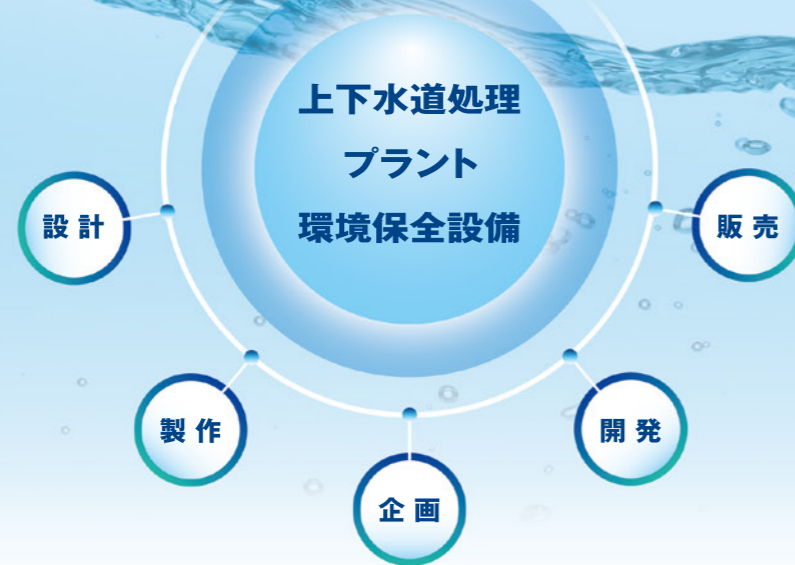 上下水道処理
プラント
環境保全設備
設計
販売
製作
開発
企画